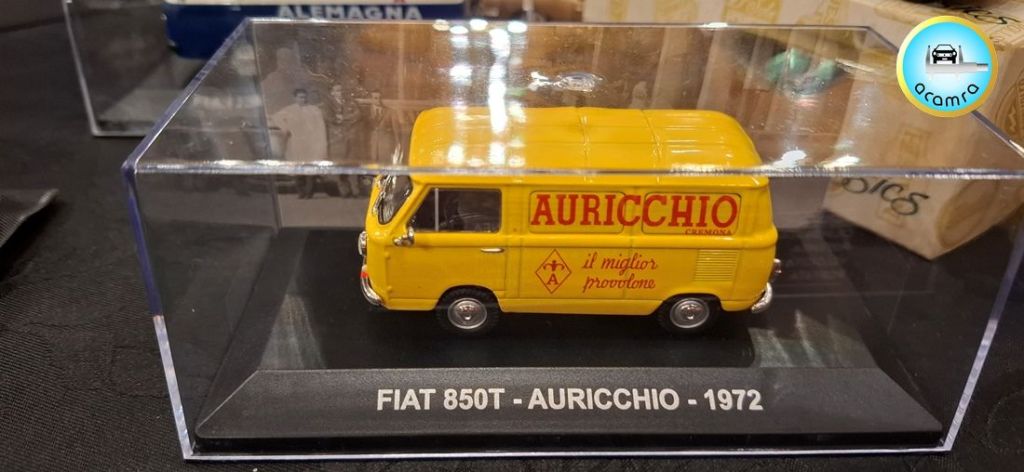 ALEMAGNA
acamra
AURICCHIO
CREMONA
il miglior
provolone
A
FIAT 850T - AURICCHIO - 1972